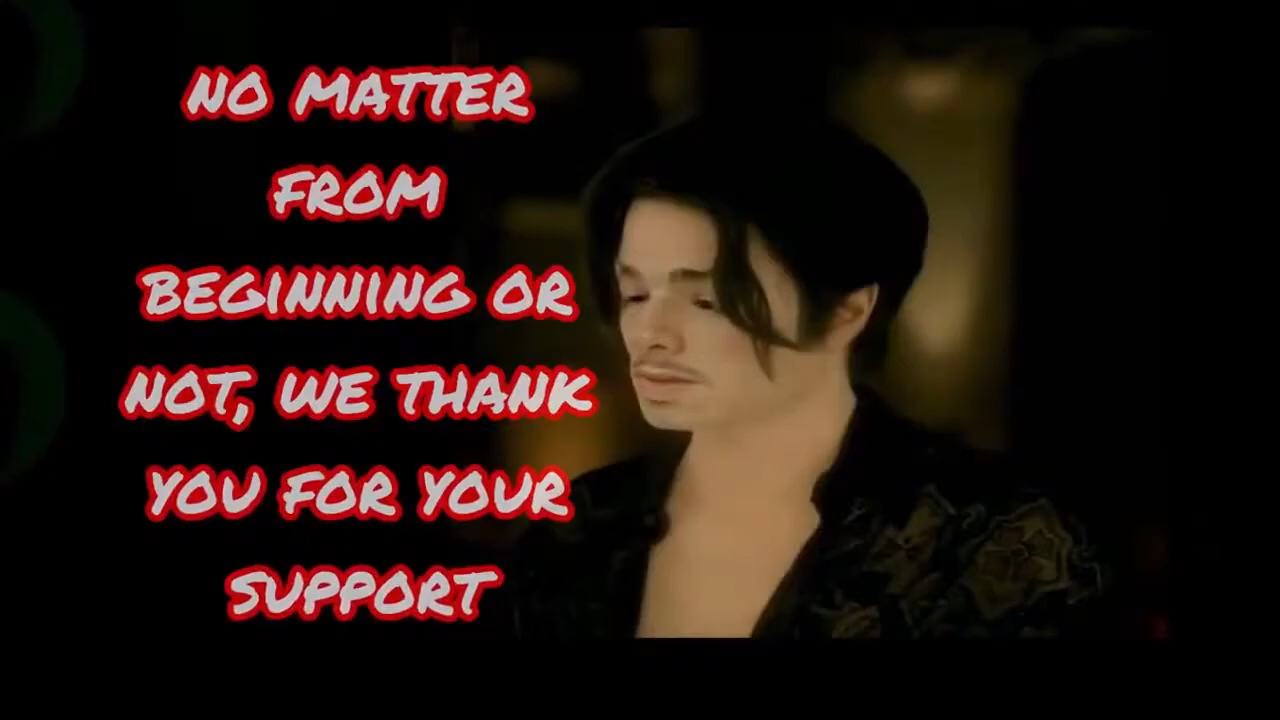 NO MATTER
FROM
BEGINNING OR
NOT, WE THANK
YOU FOR YOUR
SUPPORT